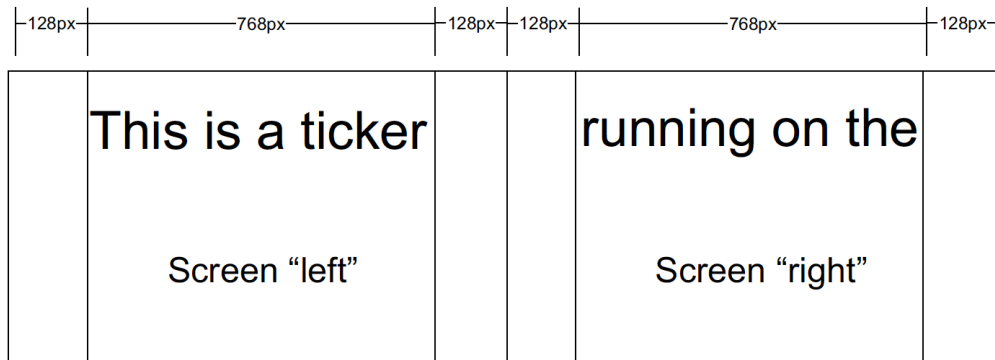 128px 768px 128px 128px 768px 128px
This is a ticker running on the
Screen “left” Screen “right”